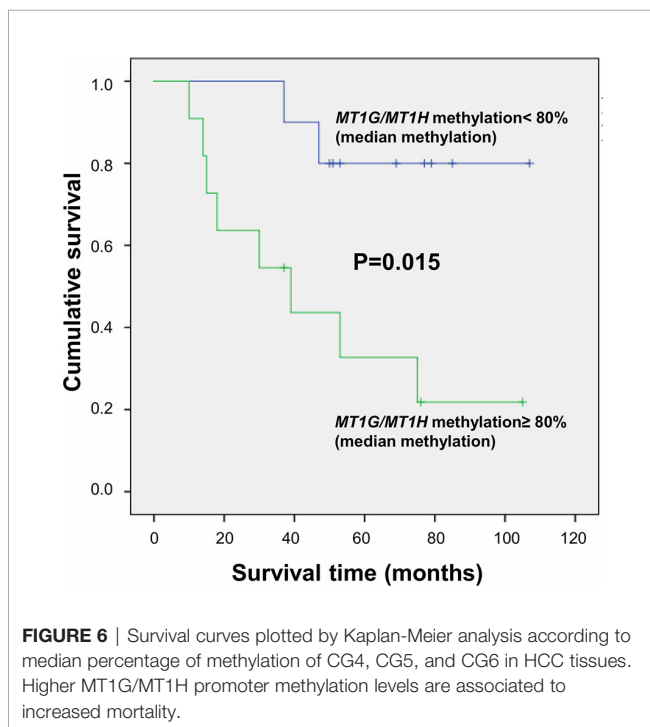 1.0
0.8
0.6
0.4
0.2
0.0
Cumulative survival
MT1G/MT1H methylation< 80%
(median methylation)
P=0.015
MT1G/MT1H methylation≥ 80%
(median methylation)
0 20 40 60 80 100 120
Survival time (months)
FIGURE 6 | Survival curves plotted by Kaplan-Meier analysis according to
median percentage of methylation of CG4, CG5, and CG6 in HCC tissues.
Higher MT1G/MT1H promoter methylation levels are associated to
increased mortality.